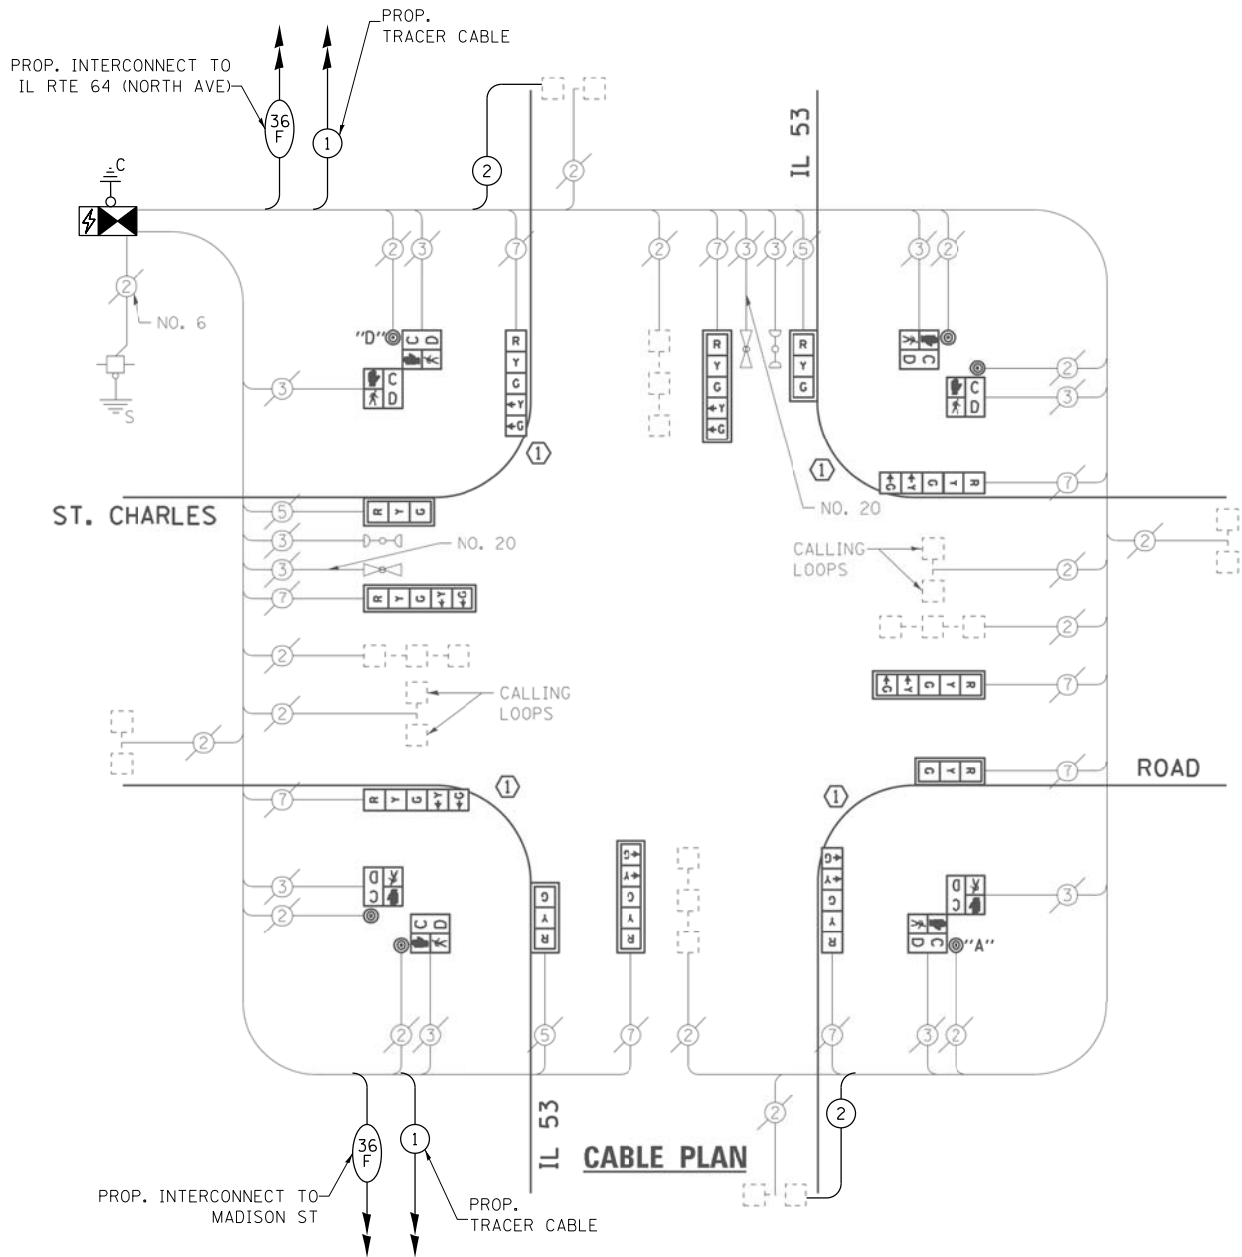 PROP.
TRACER CABLE
PROP. INTERCONNECT TO
IL RTE 64 (NORTH AVE)
36
F
1
2
2
IL 53
C
2
3
7
2
7
3
3
5
3
2
2
NO. 6
"D"
C D
R
Y
G
Y
G
R
Y
G
Y
G
R
Y
G
C
D
2
3
C
D
3
C
D
S
1
1
R Y G Y G
7
ST. CHARLES
5
R Y G
NO. 20
3
NO. 20
CALLING
LOOPS
2
2
3
7
R Y G Y G
2
2
R Y G Y G
7
CALLING
LOOPS
2
2
R Y G
7
ROAD
1
1
7
R Y G Y G
G
Y
G
Y
R
G
Y
G
Y
R
3
C
D
2
C D
G
Y
R
C
D
3
C
D
"A"
2
3
5
7
2
7
3
2
IL 53
CABLE PLAN
2
2
1
36
F
PROP. INTERCONNECT TO
MADISON ST
PROP.
TRACER CABLE